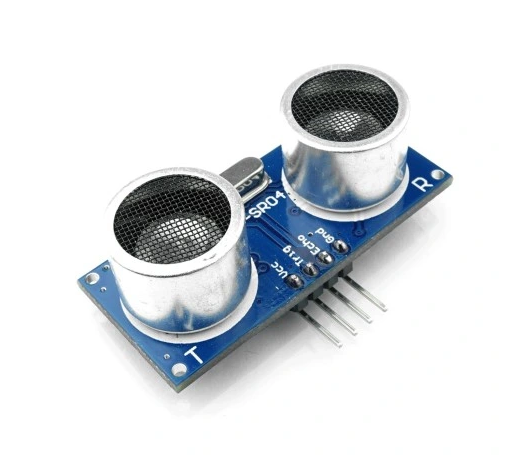 -SR04
R
Gnd
Echo
Trig
Vcc
T